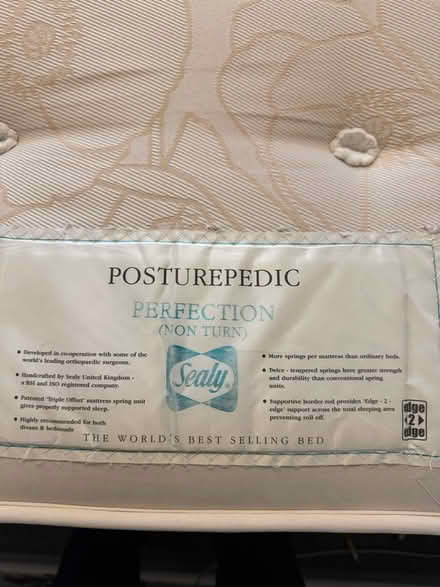 POSTUREPEDIC
PERFECTION
(NON TURN)
• Developed in co-operation with some of the
world's leading orthopaedic surgeons.
• Handcrafted by Sealy United Kingdom -
a BSI and ISO registered company.
• Patented 'Triple Offset' mattress spring unit
gives properly supported sleep.
• Highly recommended for both
divans & bedsteads
Sealy
• More springs per mattress than ordinary beds.
• Twice - tempered springs have greater strength
and durability than conventional spring
units.
• Supportive border rod provides 'Edge - 2 -
edge' support across the total sleeping area
preventing roll off.
edge
2
edge
THE WORLD'S BEST SELLING BED